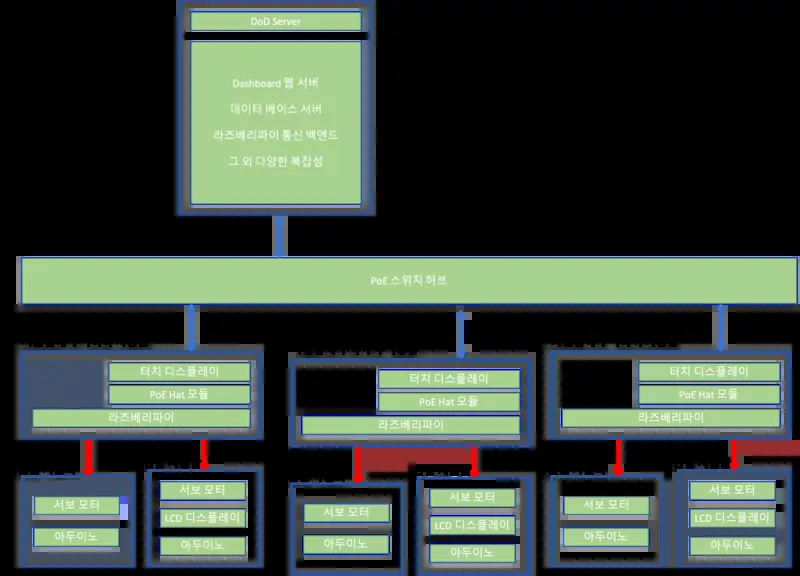 DoD Server
Dashboard 웹 서버
데이터 베이스 서버
라즈베리파이 통신 백엔드
그 외 다양한 복잡성
PoE 스위치 허브
터치 디스플레이
PoE Hat 모듈
라즈베리파이
터치 디스플레이
PoE Hat 모듈
라즈베리파이
터치 디스플레이
PoE Hat 모듈
라즈베리파이
서보 모터
아두이노
서보 모터
LCD 디스플레이
아두이노
서보 모터
아두이노
서보 모터
LCD 디스플레이
아두이노
서보 모터
아두이노
서보 모터
LCD 디스플레이
아두이노